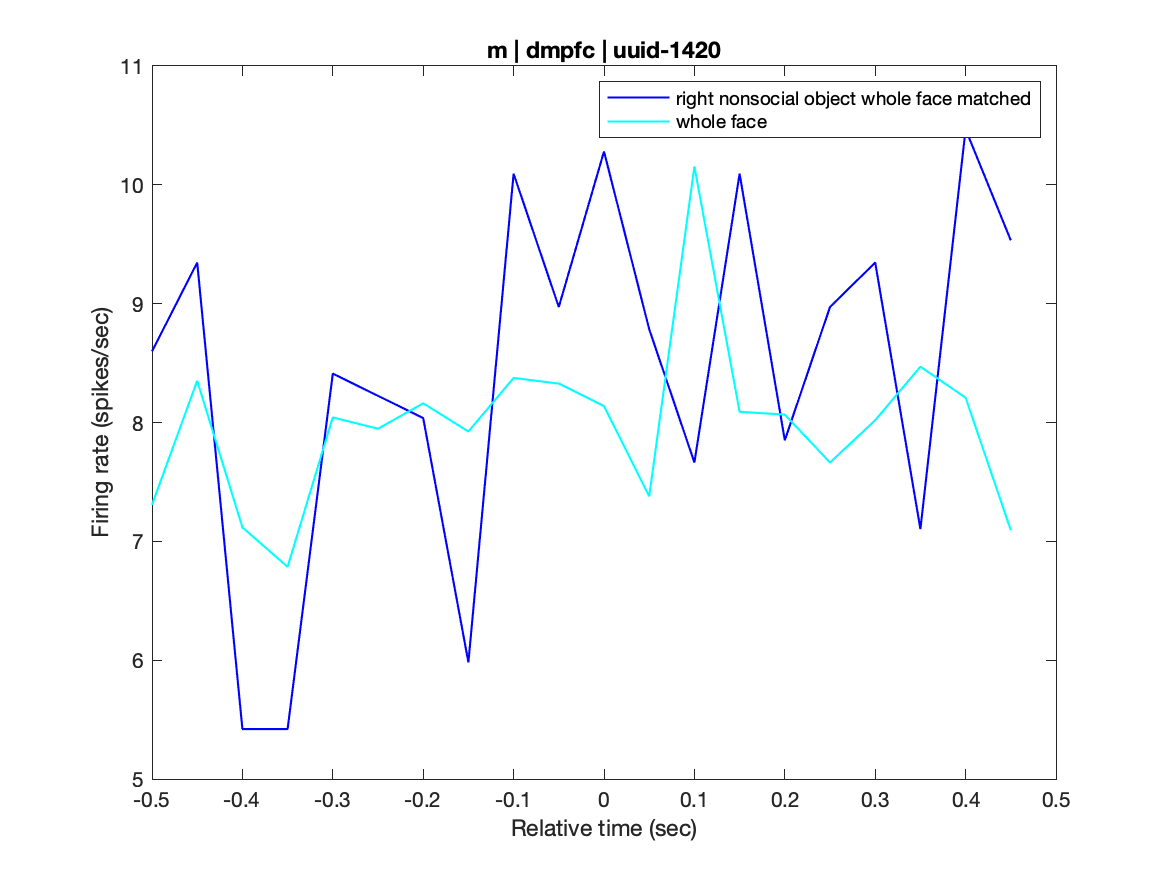 m | dmpfc | uuid-1420
right nonsocial object whole face matched
whole face
Firing rate (spikes/sec)
11
10
9
8
7
6
5
-0.5 -0.4 -0.3 -0.2 -0.1 0 0.1 0.2 0.3 0.4 0.5
Relative time (sec)